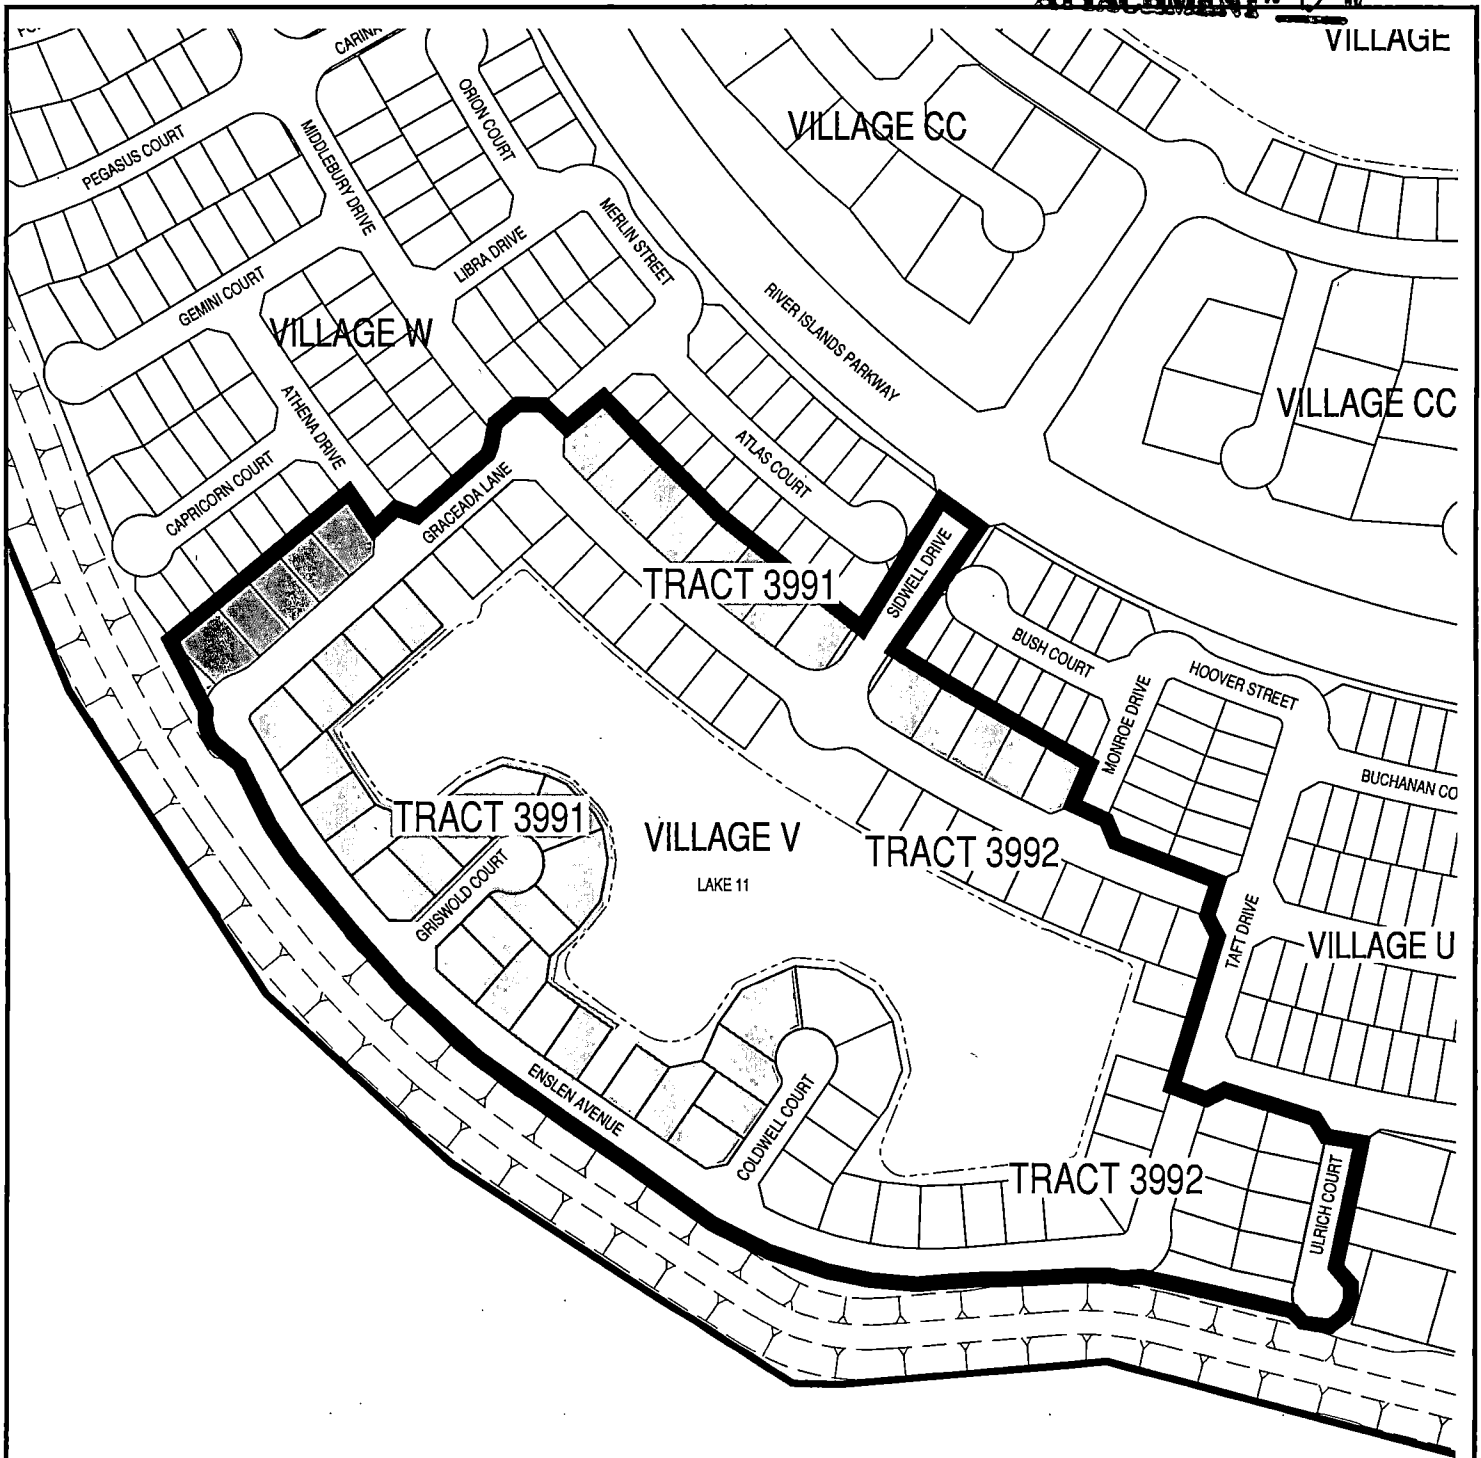 VILLAGE
CARINA
VILLAGE CC
ORION COURT
PEGASUS COURT
MIDDLEBURY DRIVE
MERLIN STREET
LIBRA DRIVE
GEMINI COURT
VILLAGE W
RIVER ISLANDS PARKWAY
VILLAGE CC
ATHENA DRIVE
ATLAS COURT
CAPRICORN COURT
GRACEADA LANE
TRACT 3991
SIDWELL DRIVE
BUSH COURT
HOOVER STREET
MONROE DRIVE
BUCHANAN CO
TRACT 3991
VILLAGE V
TRACT 3992
LAKE 11
GRISWOLD COURT
TAFT DRIVE
VILLAGE U
ENSLEN AVENUE
COLDWELL COURT
TRACT 3992
ULRICH COURT